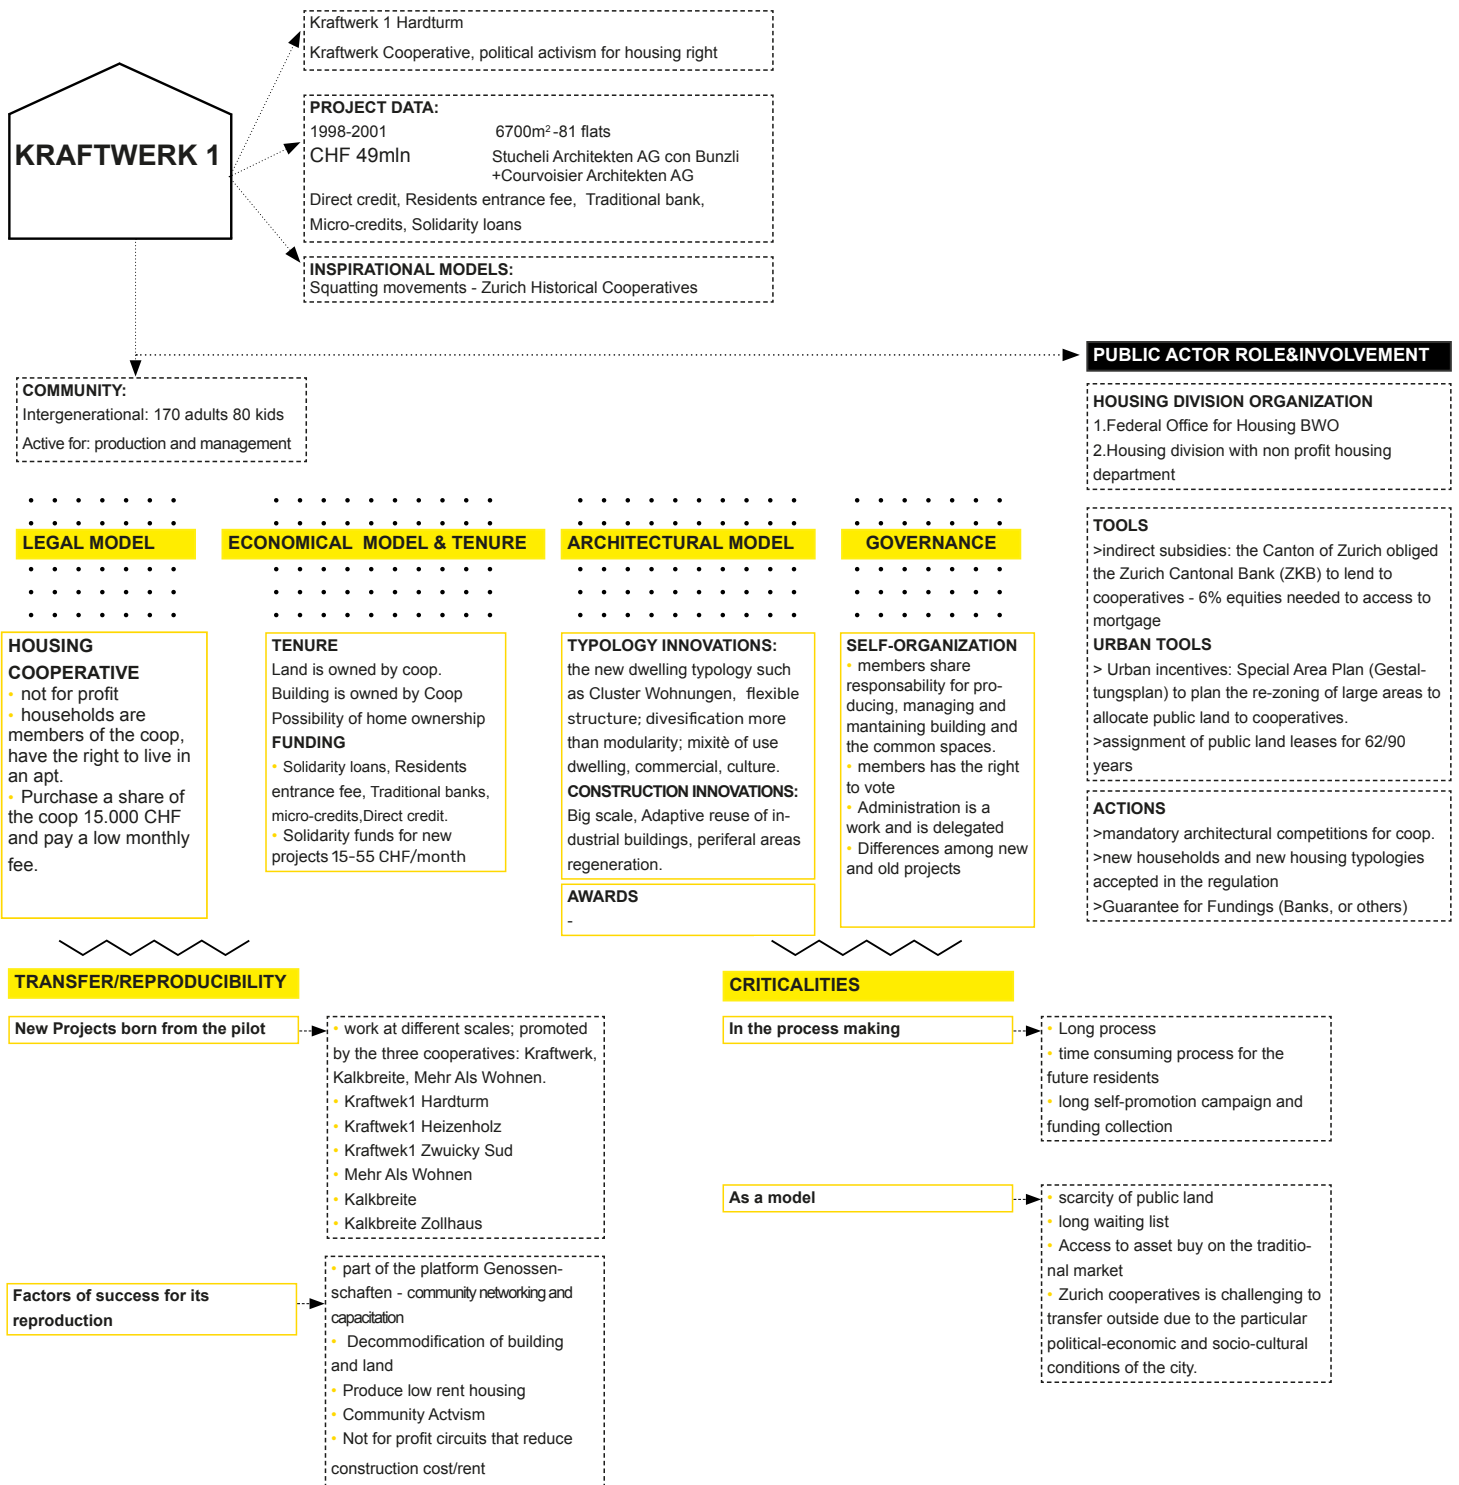 KRAFTWERK 1
Kraftwerk 1 Hardturm
Kraftwerk Cooperative, political activism for housing right
PROJECT DATA:
1998-2001 6700m²-81 flats
CHF 49mln Stucheli Architekten AG con Bunzli
+Courvoisier Architekten AG
Direct credit, Residents entrance fee, Traditional bank,
Micro-credits, Solidarity loans
INSPIRATIONAL MODELS:
Squatting movements - Zurich Historical Cooperatives
COMMUNITY:
Intergenerational: 170 adults 80 kids
Active for: production and management
PUBLIC ACTOR ROLE&INVOLVEMENT
HOUSING DIVISION ORGANIZATION
1.Federal Office for Housing BWO
2.Housing division with non profit housing
department
TOOLS
>indirect subsidies: the Canton of Zurich obliged
the Zurich Cantonal Bank (ZKB) to lend to
cooperatives - 6% equities needed to access to
mortgage
URBAN TOOLS
> Urban incentives: Special Area Plan (Gestal-
tungsplan) to plan the re-zoning of large areas to
allocate public land to cooperatives.
>assignment of public land leases for 62/90
years
ACTIONS
>mandatory architectural competitions for coop.
>new households and new housing typologies
accepted in the regulation
>Guarantee for Fundings (Banks, or others)
LEGAL MODEL
HOUSING
COOPERATIVE
• not for profit
• households are
members of the coop,
have the right to live in
an apt.
• Purchase a share of
the coop 15.000 CHF
and pay a low monthly
fee.
ECONOMICAL MODEL & TENURE
TENURE
Land is owned by coop.
Building is owned by Coop
Possibility of home ownership
FUNDING
• Solidarity loans, Residents
entrance fee, Traditional banks,
micro-credits,Direct credit.
• Solidarity funds for new
projects 15-55 CHF/month
ARCHITECTURAL MODEL
TYPOLOGY INNOVATIONS:
the new dwelling typology such
as Cluster Wohnungen, flexible
structure; divesification more
than modularity; mixitè of use
dwelling, commercial, culture.
CONSTRUCTION INNOVATIONS:
Big scale, Adaptive reuse of in-
dustrial buildings, periferal areas
regeneration.
AWARDS
-
GOVERNANCE
SELF-ORGANIZATION
• members share
responsability for pro-
ducing, managing and
mantaining building and
the common spaces.
• members has the right
to vote
• Administration is a
work and is delegated
• Differences among new
and old projects
TRANSFER/REPRODUCIBILITY
New Projects born from the pilot
• work at different scales; promoted
by the three cooperatives: Kraftwerk,
Kalkbreite, Mehr Als Wohnen.
• Kraftwek1 Hardturm
• Kraftwek1 Heizenholz
• Kraftwek1 Zwuicky Sud
• Mehr Als Wohnen
• Kalkbreite
• Kalkbreite Zollhaus
Factors of success for its
reproduction
• part of the platform Genossen-
schaften - community networking and
capacitation
• Decommodification of building
and land
• Produce low rent housing
• Community Actvism
• Not for profit circuits that reduce
construction cost/rent
CRITICALITIES
In the process making
• Long process
• time consuming process for the
future residents
• long self-promotion campaign and
funding collection
As a model
• scarcity of public land
• long waiting list
• Access to asset buy on the traditio-
nal market
• Zurich cooperatives is challenging to
transfer outside due to the particular
political-economic and socio-cultural
conditions of the city.